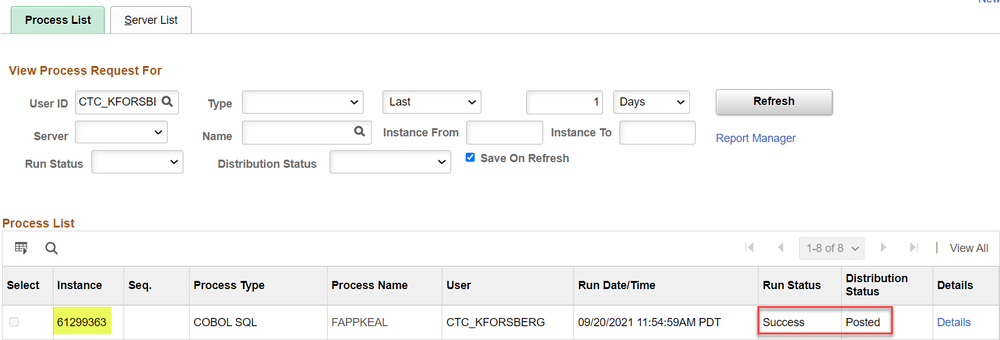 New
Process List
Server List
View Process Request For
User ID CTC_KFORSBE Type Last 1 Days Refresh
Server Name Instance From Instance To Report Manager
Run Status Distribution Status Save On Refresh
Process List
1-8 of 8 | View All
Select Instance Seq. Process Type Process Name User Run Date/Time Run Status Distribution Status Details
61299363 COBOL SQL FAPPKEAL CTC_KFORSBERG 09/20/2021 11:54:59AM PDT Success Posted Details